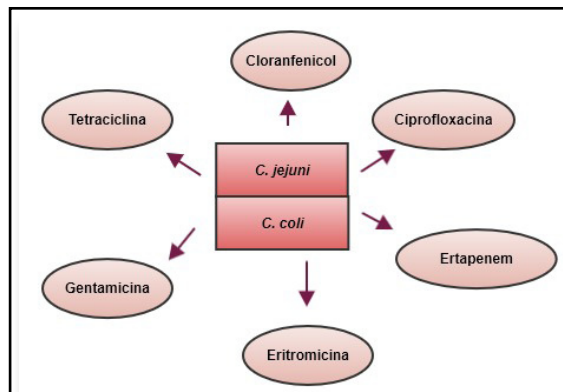 Cloranfenicol
Tetraciclina
Ciprofloxacina
C. jejuni
C. coli
Ertapenem
Gentamicina
Eritromicina